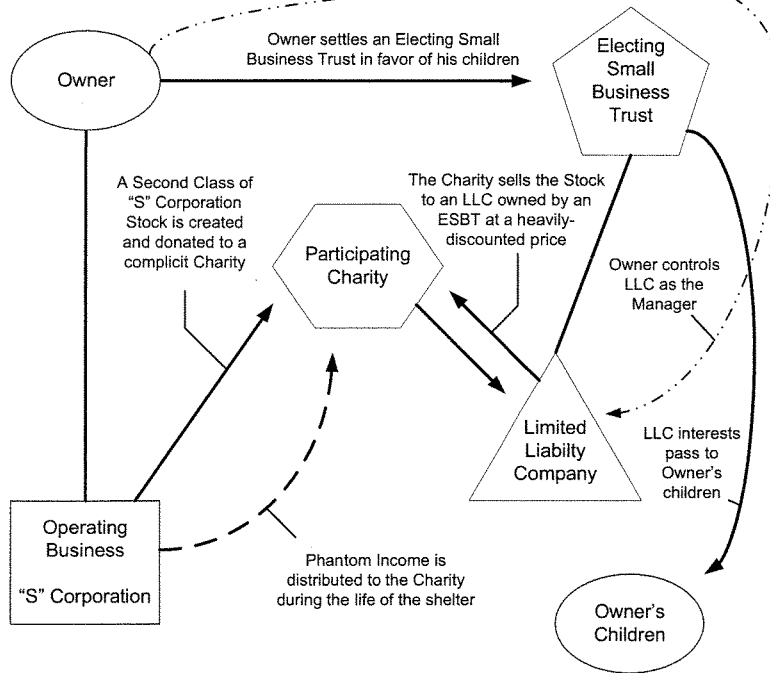 Owner
Owner settles an Electing Small
Business Trust in favor of his children
Electing
Small
Business
Trust
A Second Class of
“S” Corporation
Stock is created
and donated to a
complicit Charity
The Charity sells the Stock
to an LLC owned by an
ESBT at a heavily-
discounted price
Participating
Charity
Owner controls
LLC as the
Manager
Limited
Liabilty
Company
LLC interests
pass to
Owner's
children
Operating
Business
“S” Corporation
Phantom Income is
distributed to the Charity
during the life of the shelter
Owner's
Children